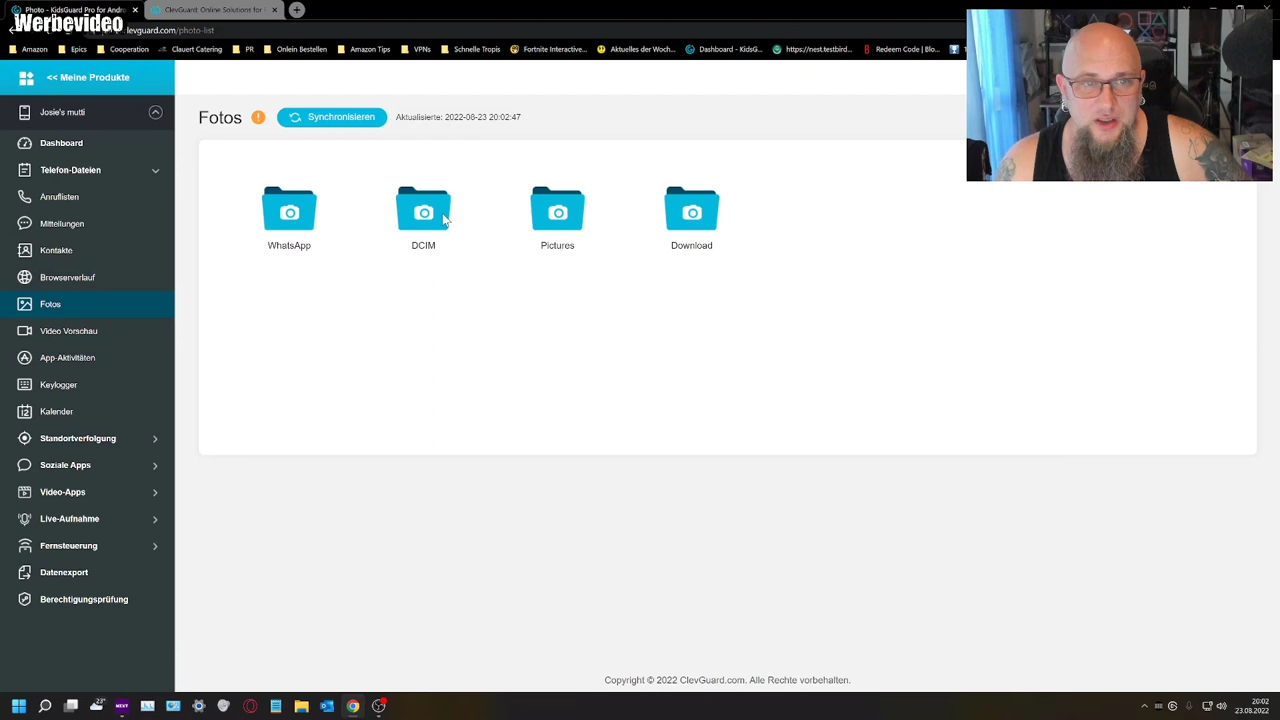 Photo - KidsGuard Pro for Andro
ClevGuard: Online Solutions for P
Werbevideo
levguard.com/photo-list
Amazon
Epics
Cooperation
Clauert Catering
PR
Onlein Bestellen
Amazon Tips
VPNs
Schnelle Tropis
Fortnite Interactive...
Aktuelles der Woch...
Dashboard - KidsG...
https://nest.testbird...
Redeem Code | Blo...
<< Meine Produkte
Josie's mutti
Fotos
Synchronisieren
Aktualisierte: 2022-08-23 20:02:47
Dashboard
Telefon-Dateien
Anruflisten
Mitteilungen
Kontakte
Browserverlauf
Fotos
Video Vorschau
App-Aktivitäten
Keylogger
Kalender
Standortverfolgung
Soziale Apps
Video-Apps
Live-Aufnahme
Fernsteuerung
Datenexport
Berechtigungsprüfung
WhatsApp
DCIM
Pictures
Download
Copyright © 2022 ClevGuard.com. Alle Rechte vorbehalten.
23°
NEXT
20:02
23.08.2022